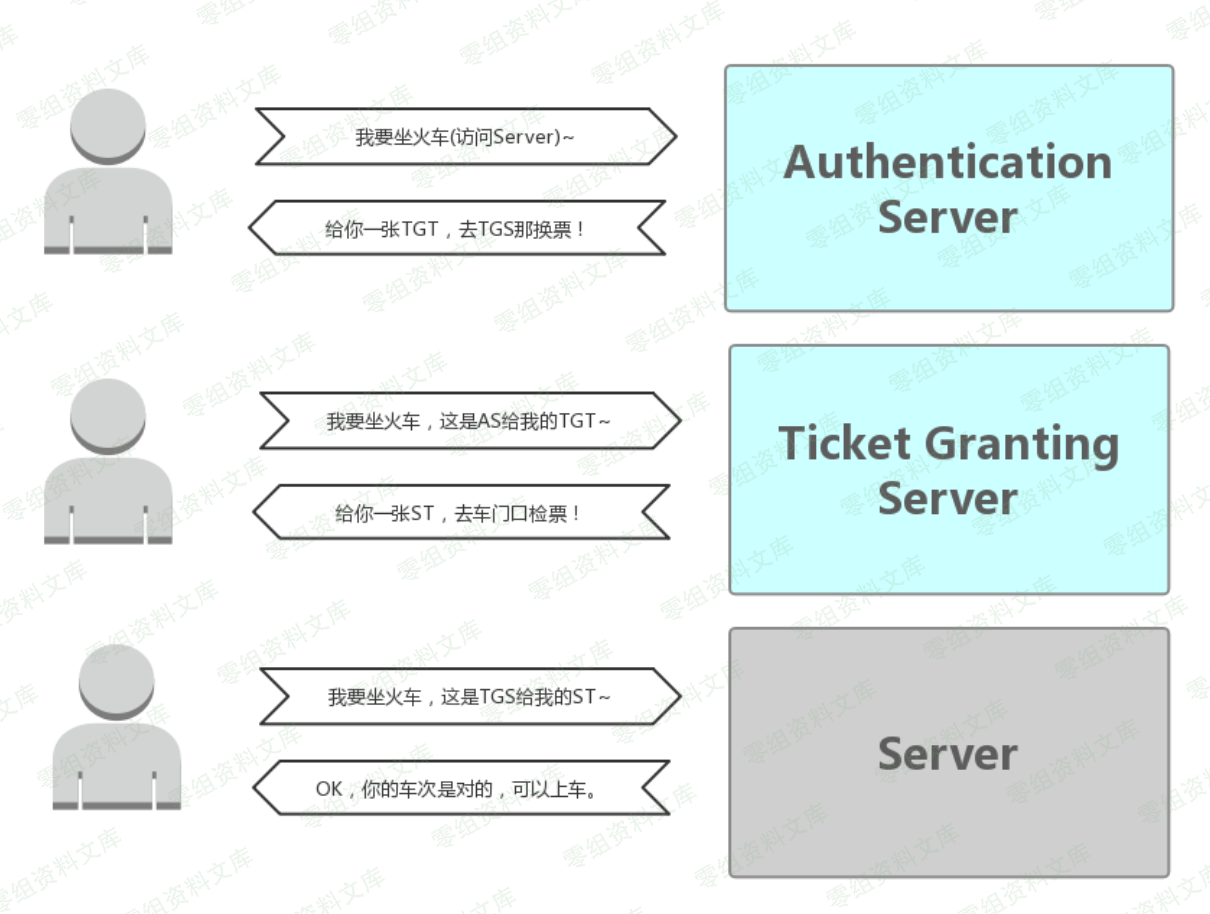 我要坐火车(访问Server)~
给你一张TGT，去TGS那换票！
Authentication
Server
我要坐火车，这是AS给我的TGT~
给你一张ST，去车门口检票！
Ticket Granting
Server
我要坐火车，这是TGS给我的ST~
OK，你的车次是对的，可以上车。
Server
零组资料文库